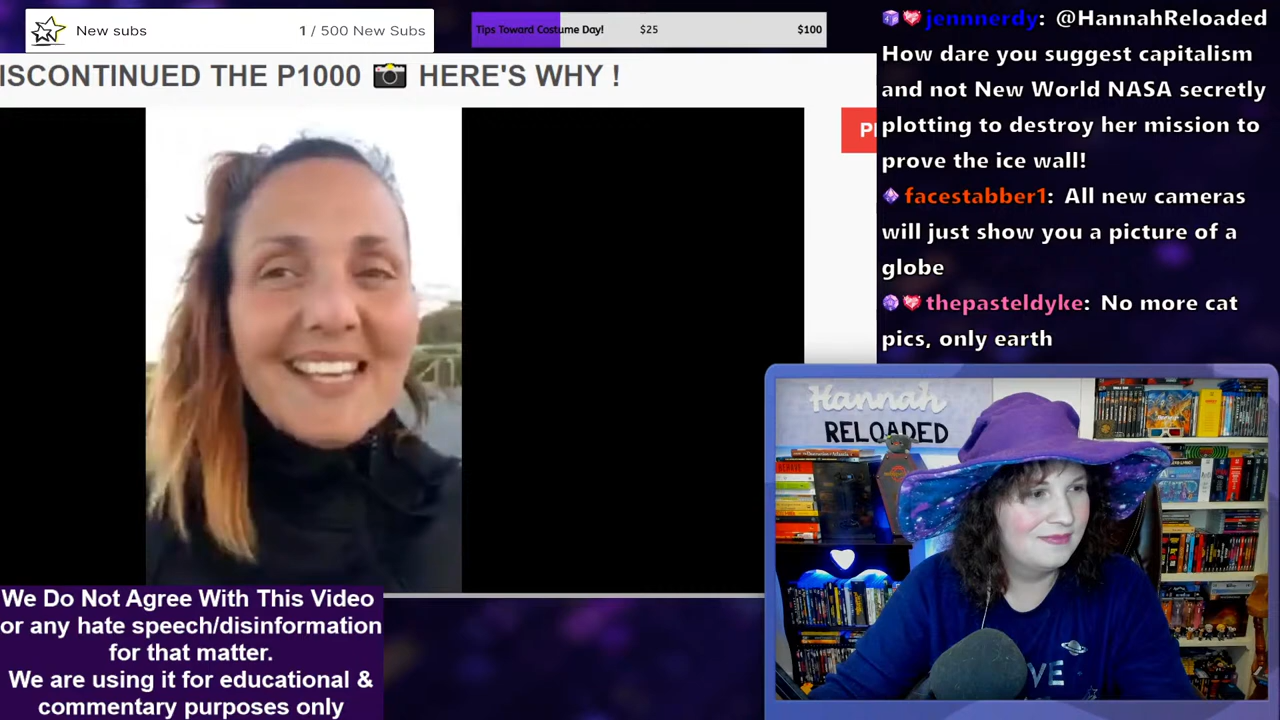 New subs
1 / 500 New Subs
Tips Toward Costume Day!
$25
$100
ISCONTINUED THE P1000 📷 HERE'S WHY !
jennnerdy: @HannahReloaded
How dare you suggest capitalism
and not New World NASA secretly
plotting to destroy her mission to
prove the ice wall!
facestabber1: All new cameras
will just show you a picture of a
globe
thepasteldyke: No more cat
pics, only earth
Hannah
RELOADED
We Do Not Agree With This Video
or any hate speech/disinformation
for that matter.
We are using it for educational &
commentary purposes only